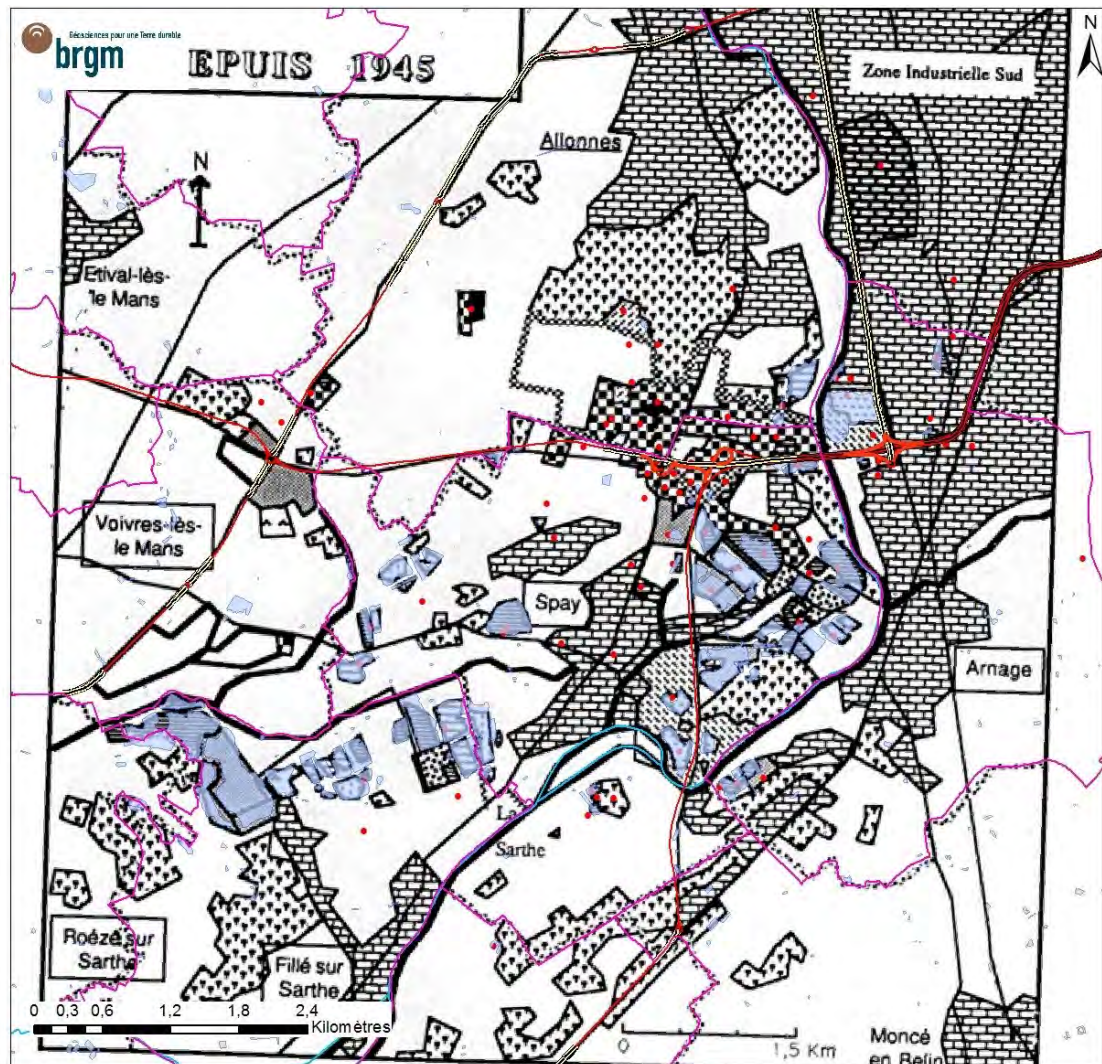 Géosciences pour une Terre durable
brgm
EPUIS 1945
N
Zone Industrielle Sud
Allonnes
N
Etival-lès-
le Mans
Voivres-lès-
le Mans
Spay
Arnage
La
Sarthe
Roézé sur
Sarthe
Fillé sur
Sarthe
0 0,3 0,6 1,2 1,8 2,4
Kilomètres
0 1,5 Km
Moncé
en Belin